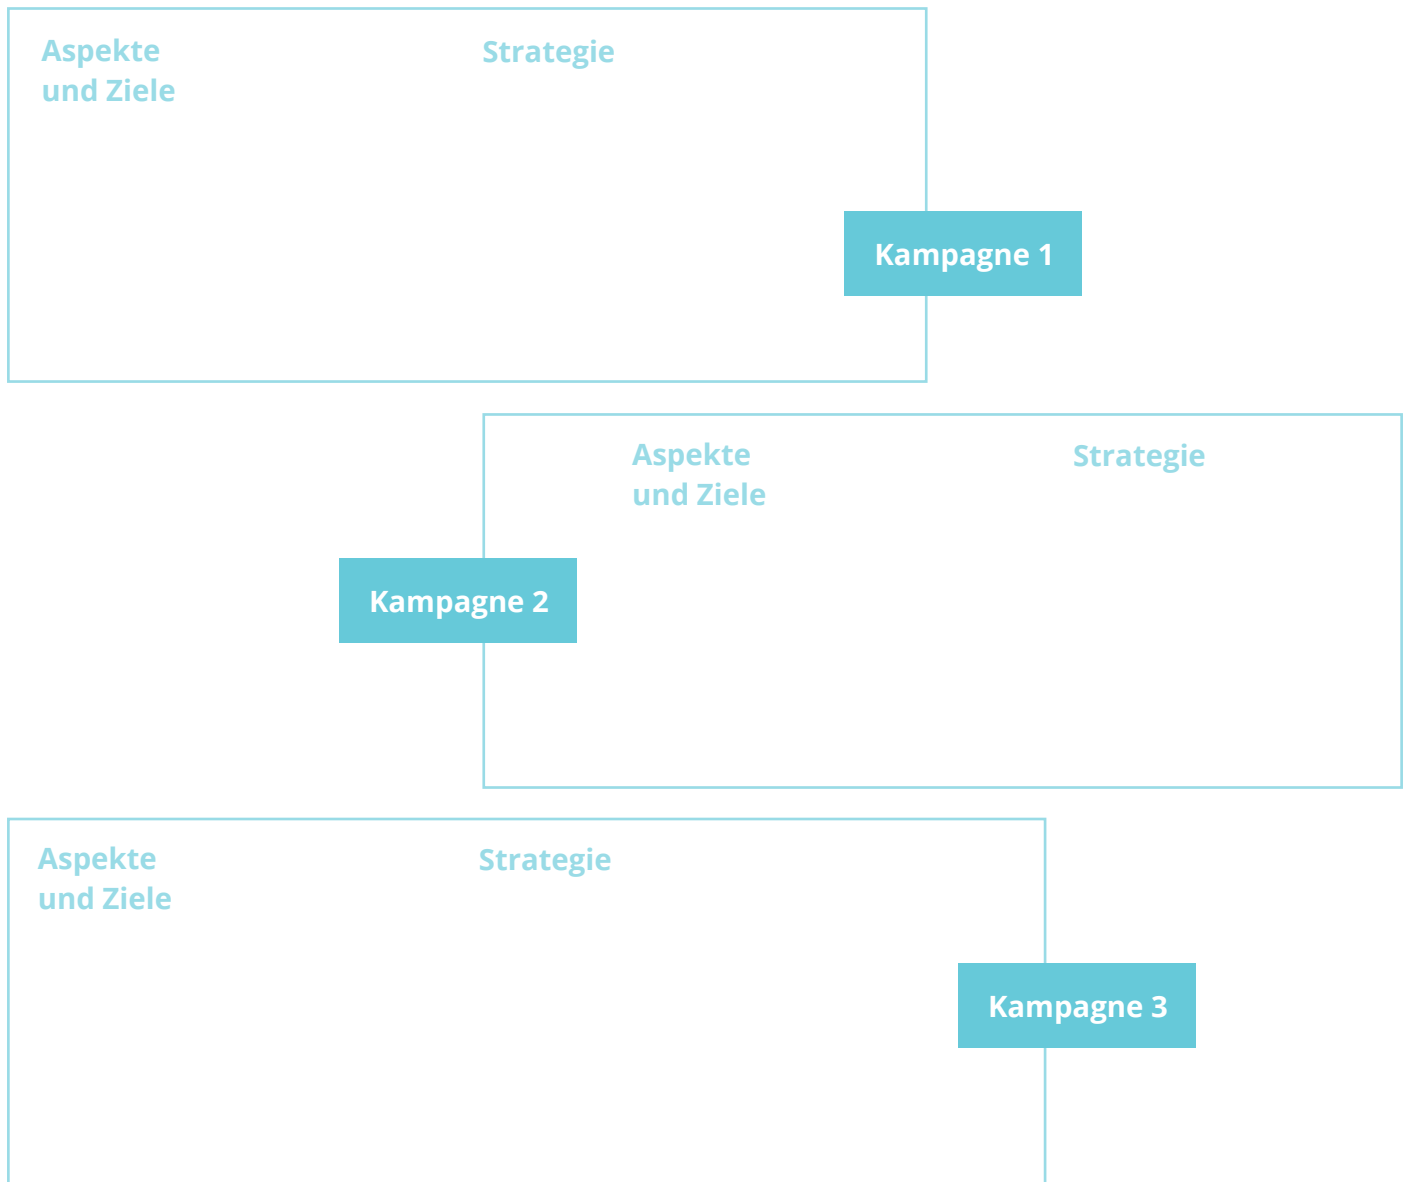 Aspekte
und Ziele
Strategie
Kampagne 1
Aspekte
und Ziele
Strategie
Kampagne 2
Aspekte
und Ziele
Strategie
Kampagne 3